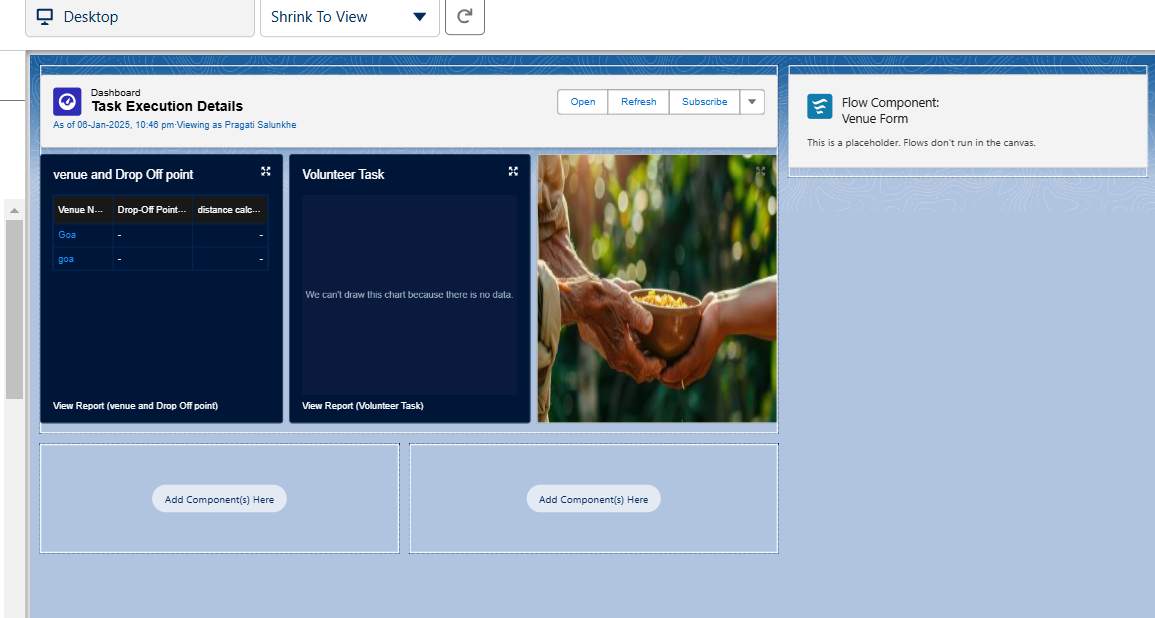 Desktop
Shrink To View
Dashboard
Task Execution Details
As of 06-Jan-2025, 10:46 pm·Viewing as Pragati Salunkhe
Open
Refresh
Subscribe
Flow Component:
Venue Form
This is a placeholder. Flows don't run in the canvas.
venue and Drop Off point
Venue N... Drop-Off Point... distance calc...
Goa - -
goa - -
View Report (venue and Drop Off point)
Volunteer Task
We can't draw this chart because there is no data.
View Report (Volunteer Task)
Add Component(s) Here
Add Component(s) Here